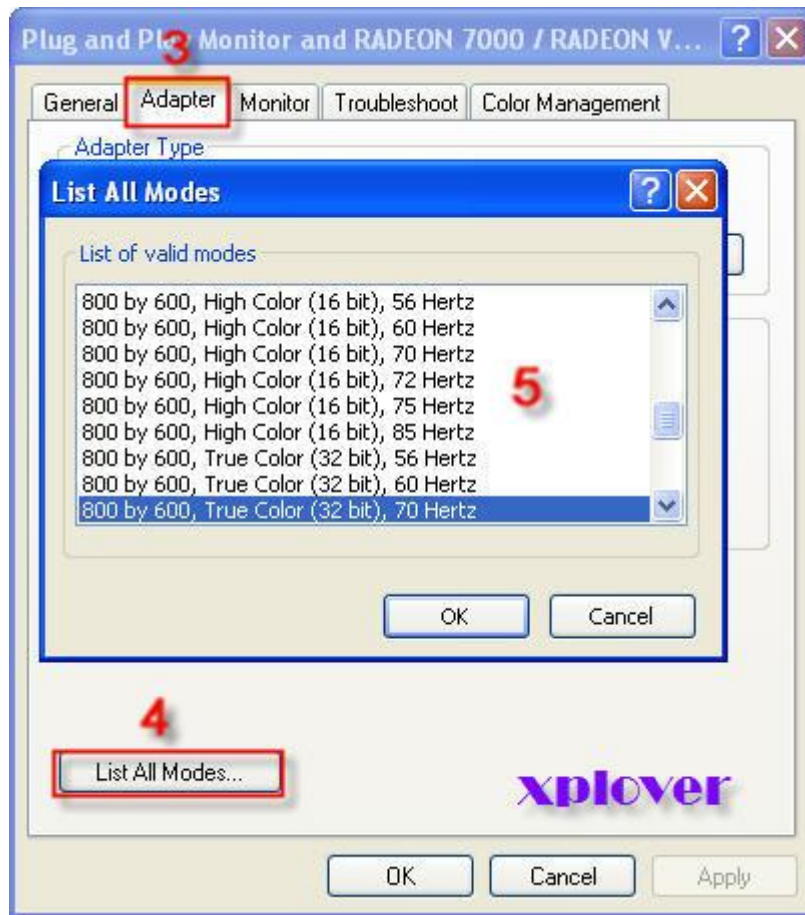 Plug and Play Monitor and RADEON 7000 / RADEON V...
3
General Adapter Monitor Troubleshoot Color Management
Adapter Type
List All Modes
List of valid modes
800 by 600, High Color (16 bit), 56 Hertz
800 by 600, High Color (16 bit), 60 Hertz
800 by 600, High Color (16 bit), 70 Hertz
800 by 600, High Color (16 bit), 72 Hertz
800 by 600, High Color (16 bit), 75 Hertz
800 by 600, High Color (16 bit), 85 Hertz
800 by 600, True Color (32 bit), 56 Hertz
800 by 600, True Color (32 bit), 60 Hertz
800 by 600, True Color (32 bit), 70 Hertz
5
OK Cancel
4
List All Modes...
xplover
OK Cancel Apply